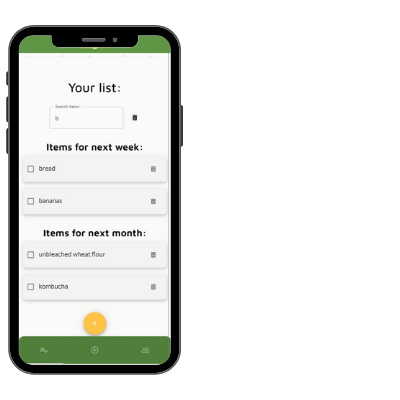 Your list:
Search items
b
Items for next week:
bread
bananas
Items for next month:
unbleached wheat flour
kombucha
+